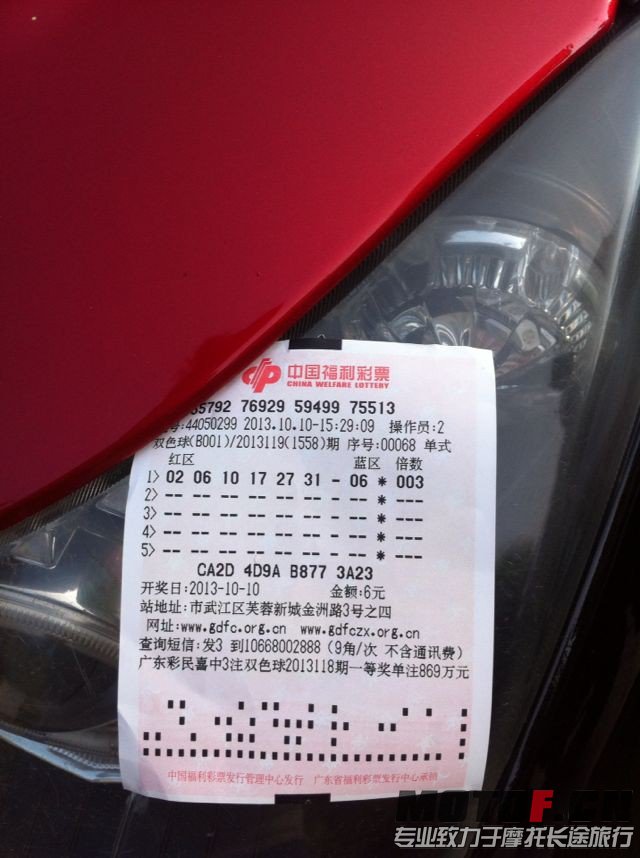 中国福利彩票
CHINA WELFARE LOTTERY
5792 76929 59499 75513
号:44050299 2013.10.10-15:29:09 操作员:2
双色球(B001)/2013119(1558)期 序号:00068 单式
红区 蓝区 倍数
1> 02 06 10 17 27 31 - 06 * 003
2> -- -- -- -- -- -- - -- * ---
3> -- -- -- -- -- -- - -- * ---
4> -- -- -- -- -- -- - -- * ---
5> -- -- -- -- -- -- - -- * ---
CA2D 4D9A B877 3A23
开奖日:2013-10-10 金额:6元
站地址:市武江区芙蓉新城金洲路3号之四
网址:www.gdfc.org.cn www.gdfczx.org.cn
查询短信:发3 到10668002888 (9角/次 不含通讯费)
广东彩民喜中3注双色球2013118期一等奖单注869万元
中国福利彩票发行管理中心发行 广东省福利彩票发行中心承销
MOTAF.CN
专业致力于摩托长途旅行